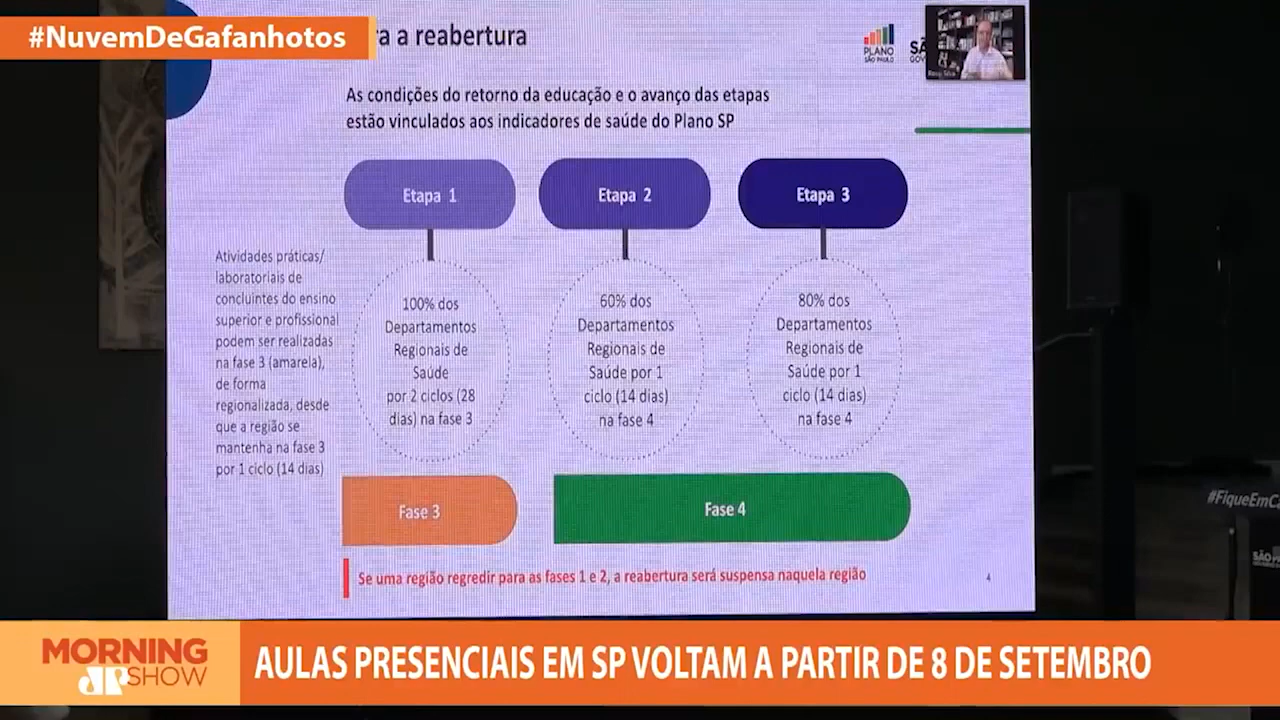 #NuvemDeGafanhotos
ra a reabertura
PLANO
SÃO PAULO
As condições do retorno da educação e o avanço das etapas
estão vinculados aos indicadores de saúde do Plano SP
Etapa 1
Etapa 2
Etapa 3
Atividades práticas/
laboratoriais de
concluintes do ensino
superior e profissional
podem ser realizadas
na fase 3 (amarela),
de forma
regionalizada, desde
que a região se
mantenha na fase 3
por 1 ciclo (14 dias)
100% dos
Departamentos
Regionais de
Saúde
por 2 ciclos (28
dias) na fase 3
60% dos
Departamentos
Regionais de
Saúde por 1
ciclo (14 dias)
na fase 4
80% dos
Departamentos
Regionais de
Saúde por 1
ciclo (14 dias)
na fase 4
Fase 3
Fase 4
Se uma região regredir para as fases 1 e 2, a reabertura será suspensa naquela região
4
#FiqueEmC
MORNING
JP SHOW
AULAS PRESENCIAIS EM SP VOLTAM A PARTIR DE 8 DE SETEMBRO